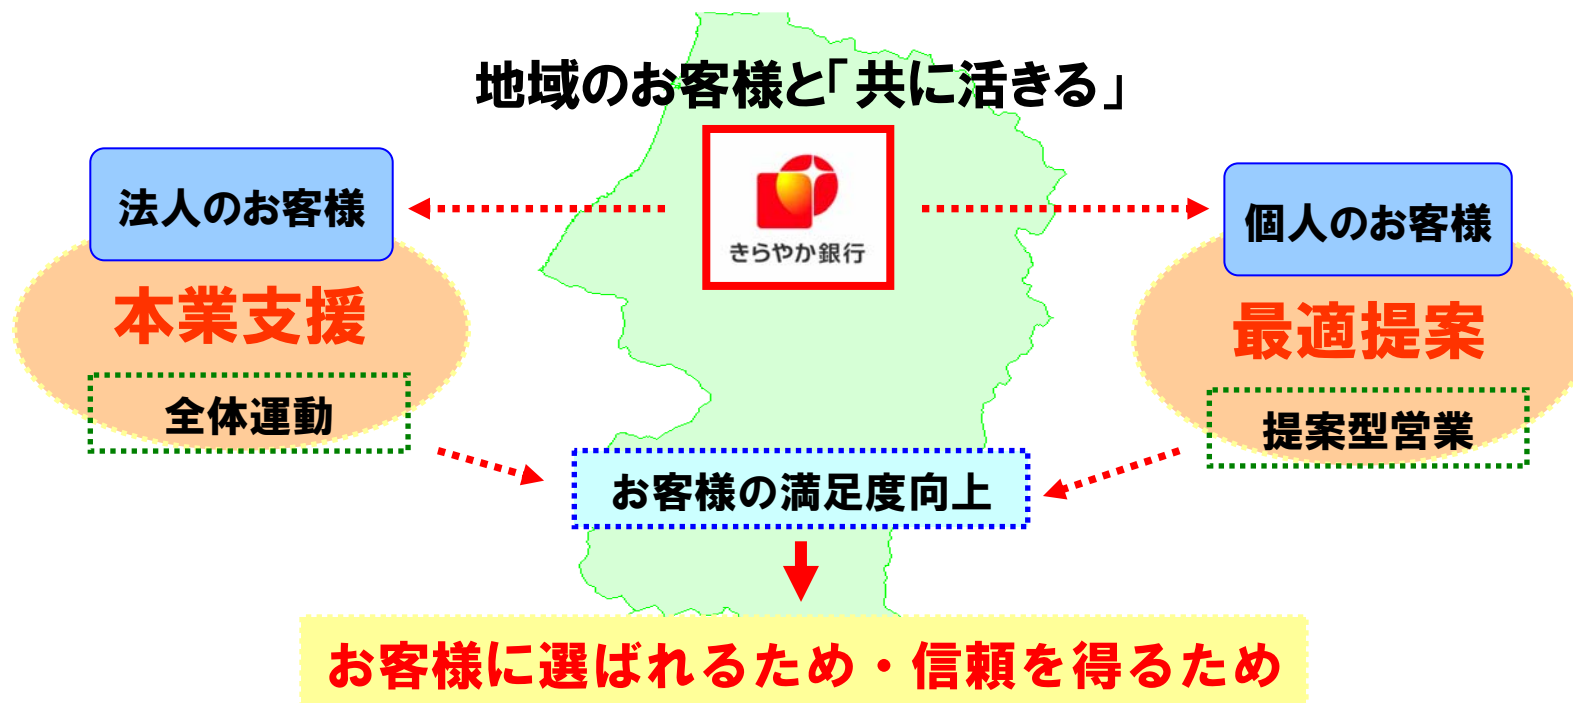 地域のお客様と「共に活きる」
きらやか銀行
法人のお客様
本業支援
全体運動
個人のお客様
最適提案
提案型営業
お客様の満足度向上
お客様に選ばれるため・信頼を得るため